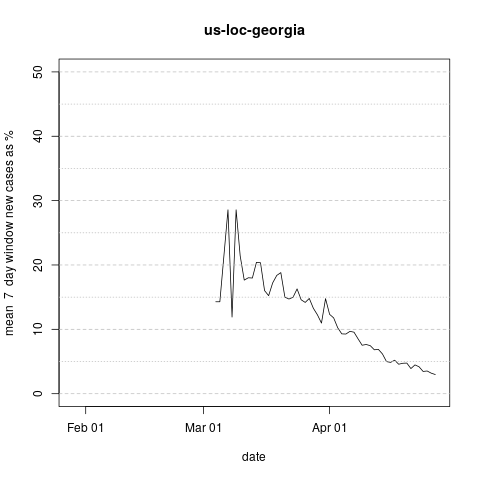 us-loc-georgia
mean  7  day window new cases as %
50
40
30
20
10
0
Feb 01
Mar 01
Apr 01
date